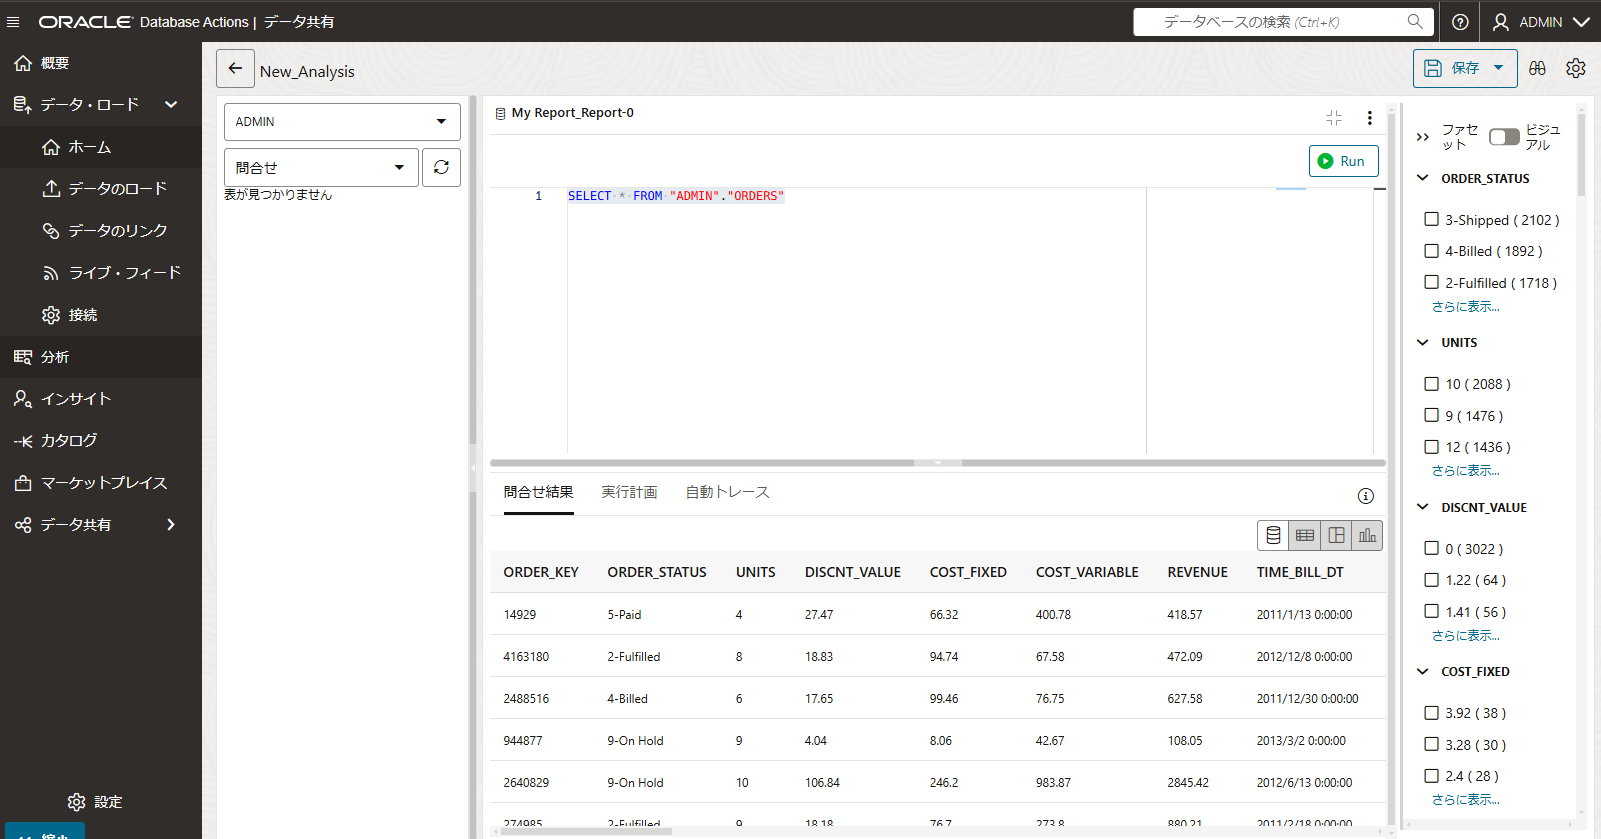 ORACLE Database Actions | データ共有
データベースの検索 (Ctrl+K)
ADMIN
概要
データ・ロード
ホーム
データのロード
データのリンク
ライブ・フィード
接続
分析
インサイト
カタログ
マーケットプレイス
データ共有
設定
New_Analysis
保存
ADMIN
問合せ
表が見つかりません
My Report_Report-0
Run
1 SELECT * FROM "ADMIN"."ORDERS"
問合せ結果 実行計画 自動トレース
ORDER_KEY ORDER_STATUS UNITS DISCNT_VALUE COST_FIXED COST_VARIABLE REVENUE TIME_BILL_DT
14929 5-Paid 4 27.47 66.32 400.78 418.57 2011/1/13 0:00:00
4163180 2-Fulfilled 8 18.83 94.74 67.58 472.09 2012/12/8 0:00:00
2488516 4-Billed 6 17.65 99.46 76.75 627.58 2011/12/30 0:00:00
944877 9-On Hold 9 4.04 8.06 42.67 108.05 2013/3/2 0:00:00
2640829 9-On Hold 10 106.84 246.2 983.87 2845.42 2012/6/13 0:00:00
274985 2-Fulfilled 9 18.18 76.7 273.8 880.21 2011/2/18 0:00:00
ファセ
ット
ビジュ
アル
ORDER_STATUS
3-Shipped ( 2102 )
4-Billed ( 1892 )
2-Fulfilled ( 1718 )
さらに表示...
UNITS
10 ( 2088 )
9 ( 1476 )
12 ( 1436 )
さらに表示...
DISCNT_VALUE
0 ( 3022 )
1.22 ( 64 )
1.41 ( 56 )
さらに表示...
COST_FIXED
3.92 ( 38 )
3.28 ( 30 )
2.4 ( 28 )
さらに表示...